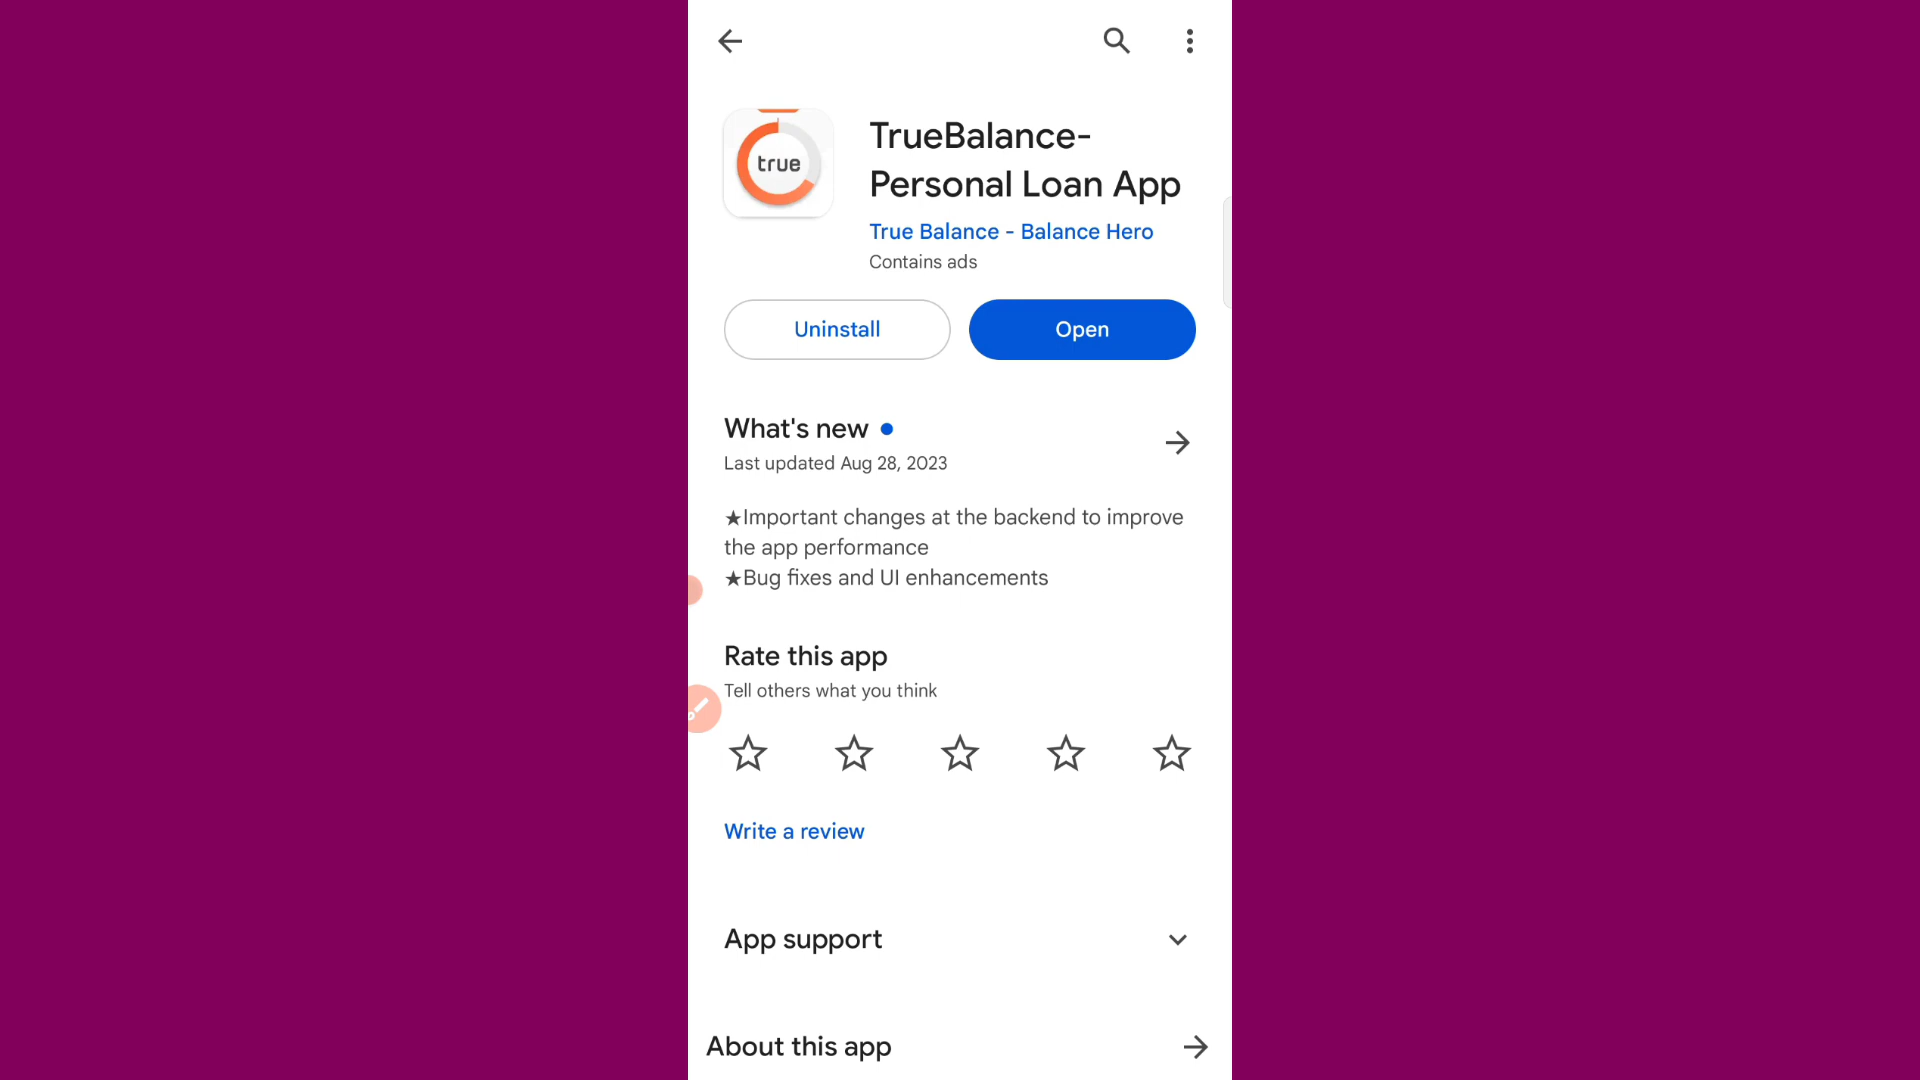 true
TrueBalance-
Personal Loan App
True Balance - Balance Hero
Contains ads
Uninstall
Open
What's new
Last updated Aug 28, 2023
★Important changes at the backend to improve
the app performance
★Bug fixes and UI enhancements
Rate this app
Tell others what you think
Write a review
App support
About this app